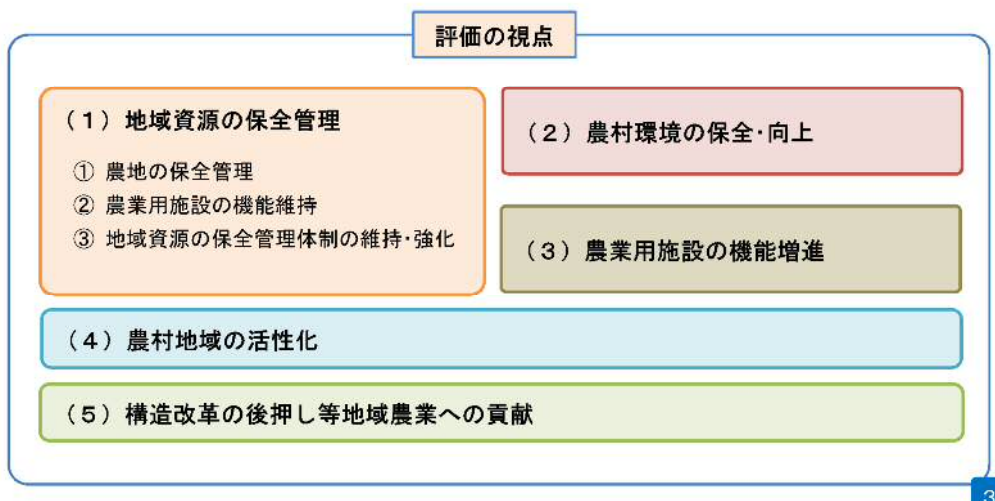 評価の視点
（１）地域資源の保全管理
① 農地の保全管理
② 農業用施設の機能維持
③ 地域資源の保全管理体制の維持･強化
（２）農村環境の保全･向上
（３）農業用施設の機能増進
（４）農村地域の活性化
（５）構造改革の後押し等地域農業への貢献
3